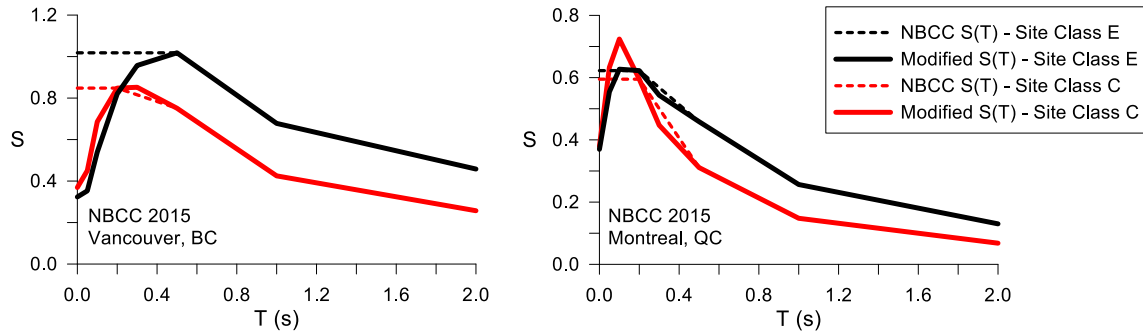 1.2
0.8
S
0.4
0.0
NBCC 2015
Vancouver, BC
0.0 0.4 0.8 1.2 1.6 2.0
T (s)
0.8
0.6
0.4
0.2
0.0
NBCC 2015
Montreal, QC
0.0 0.4 0.8 1.2 1.6 2.0
T (s)
NBCC S(T) - Site Class E
Modified S(T) - Site Class E
NBCC S(T) - Site Class C
Modified S(T) - Site Class C